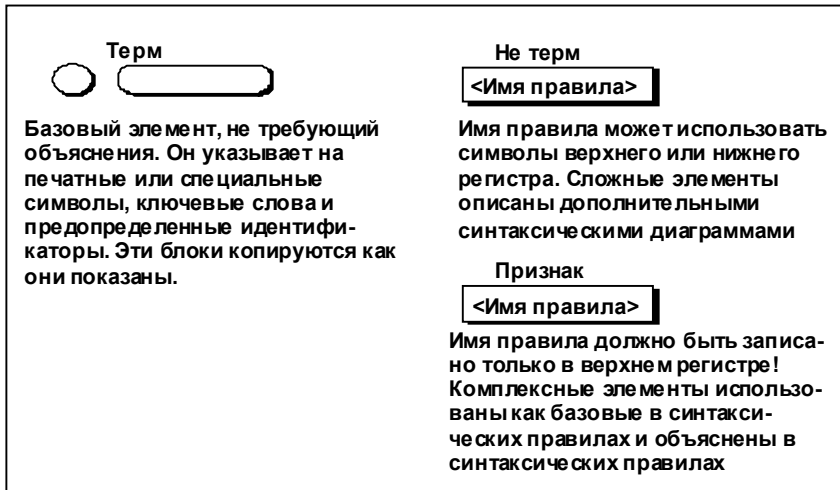 Терм
Базовый элемент, не требующий
объяснения. Он указывает на
печатные или специальные
символы, ключевые слова и
предопределенные идентифи-
каторы. Эти блоки копируются как
они показаны.
Не терм
<Имя правила>
Имя правила может использовать
символы верхнего или нижнего
регистра. Сложные элементы
описаны дополнительными
синтаксическими диаграммами
Признак
<Имя правила>
Имя правила должно быть записа-
но только в верхнем регистре!
Комплексные элементы использо-
ваны как базовые в синтакси-
ческих правилах и объяснены в
синтаксических правилах